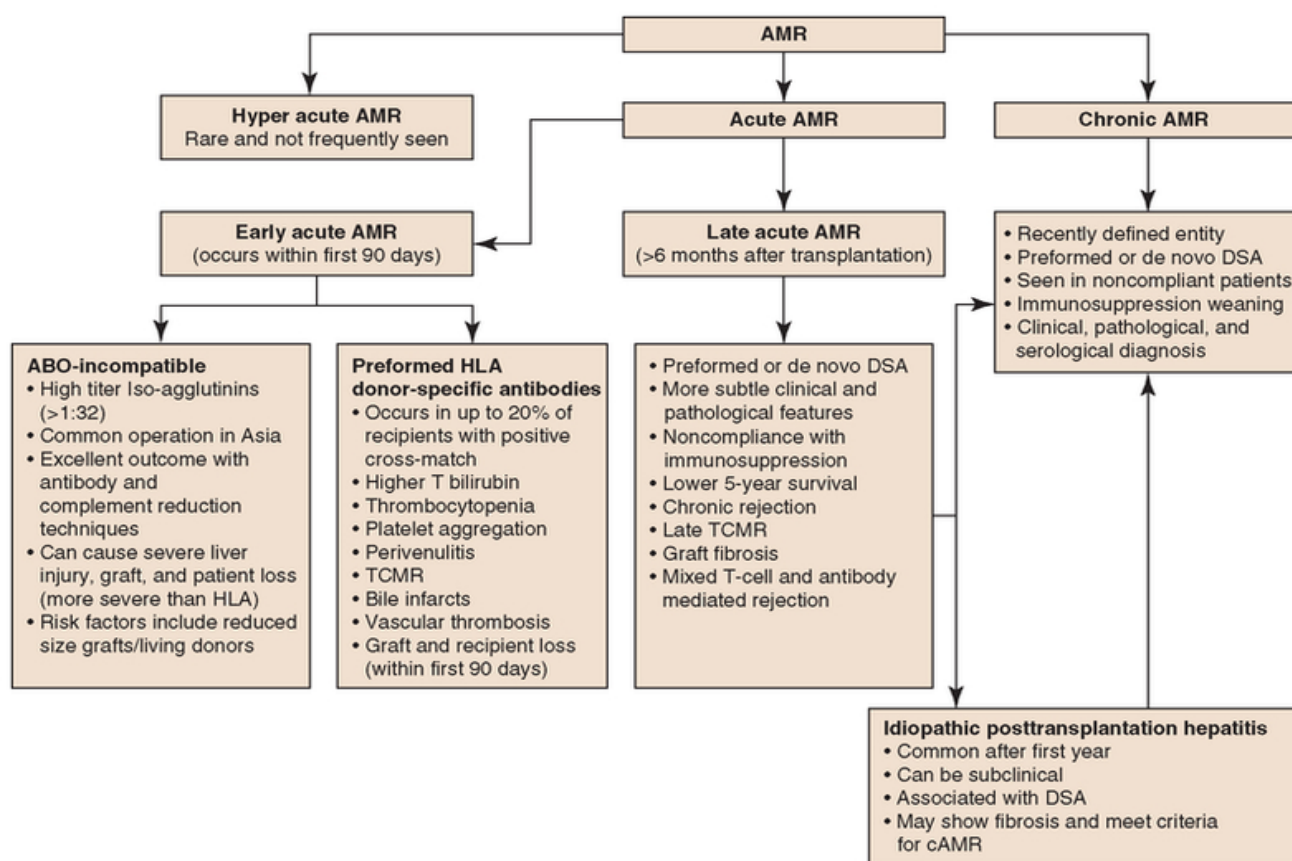 AMR
Hyper acute AMR
Rare and not frequently seen
Acute AMR
Chronic AMR
Early acute AMR
(occurs within first 90 days)
Late acute AMR
(>6 months after transplantation)
• Recently defined entity
• Preformed or de novo DSA
• Seen in noncompliant patients
• Immunosuppression weaning
• Clinical, pathological, and
serological diagnosis
ABO-incompatible
• High titer Iso-agglutinins
(>1:32)
• Common operation in Asia
• Excellent outcome with
antibody and
complement reduction
techniques
• Can cause severe liver
injury, graft, and patient loss
(more severe than HLA)
• Risk factors include reduced
size grafts/living donors
Preformed HLA
donor-specific antibodies
• Occurs in up to 20% of
recipients with positive
cross-match
• Higher T bilirubin
• Thrombocytopenia
• Platelet aggregation
• Perivenulitis
• TCMR
• Bile infarcts
• Vascular thrombosis
• Graft and recipient loss
(within first 90 days)
• Preformed or de novo DSA
• More subtle clinical and
pathological features
• Noncompliance with
immunosuppression
• Lower 5-year survival
• Chronic rejection
• Late TCMR
• Graft fibrosis
• Mixed T-cell and antibody
mediated rejection
Idiopathic posttransplantation hepatitis
• Common after first year
• Can be subclinical
• Associated with DSA
• May show fibrosis and meet criteria
for cAMR